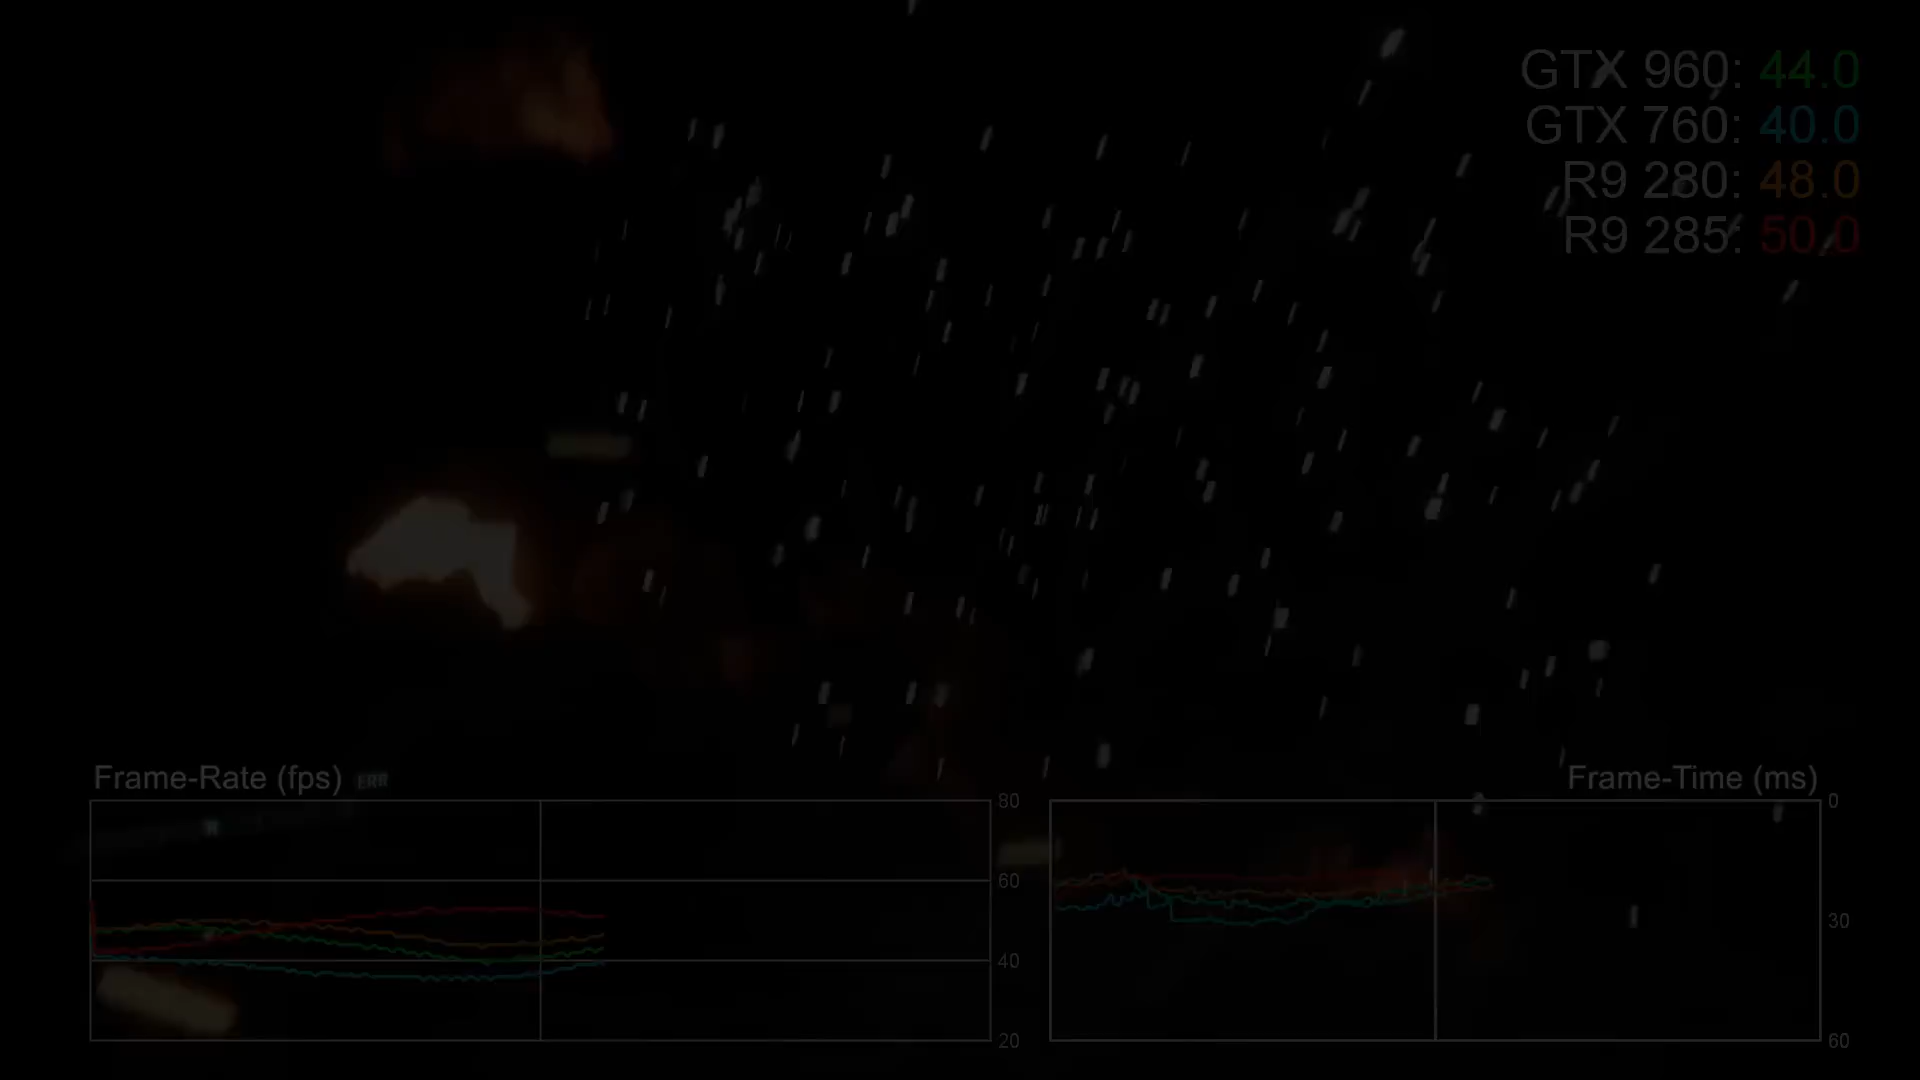 GTX 960: 44.0
GTX 760: 40.0
R9 280: 48.0
R9 285: 50.0
Frame-Rate (fps)
ERR
80
60
40
20
Frame-Time (ms)
0
30
60